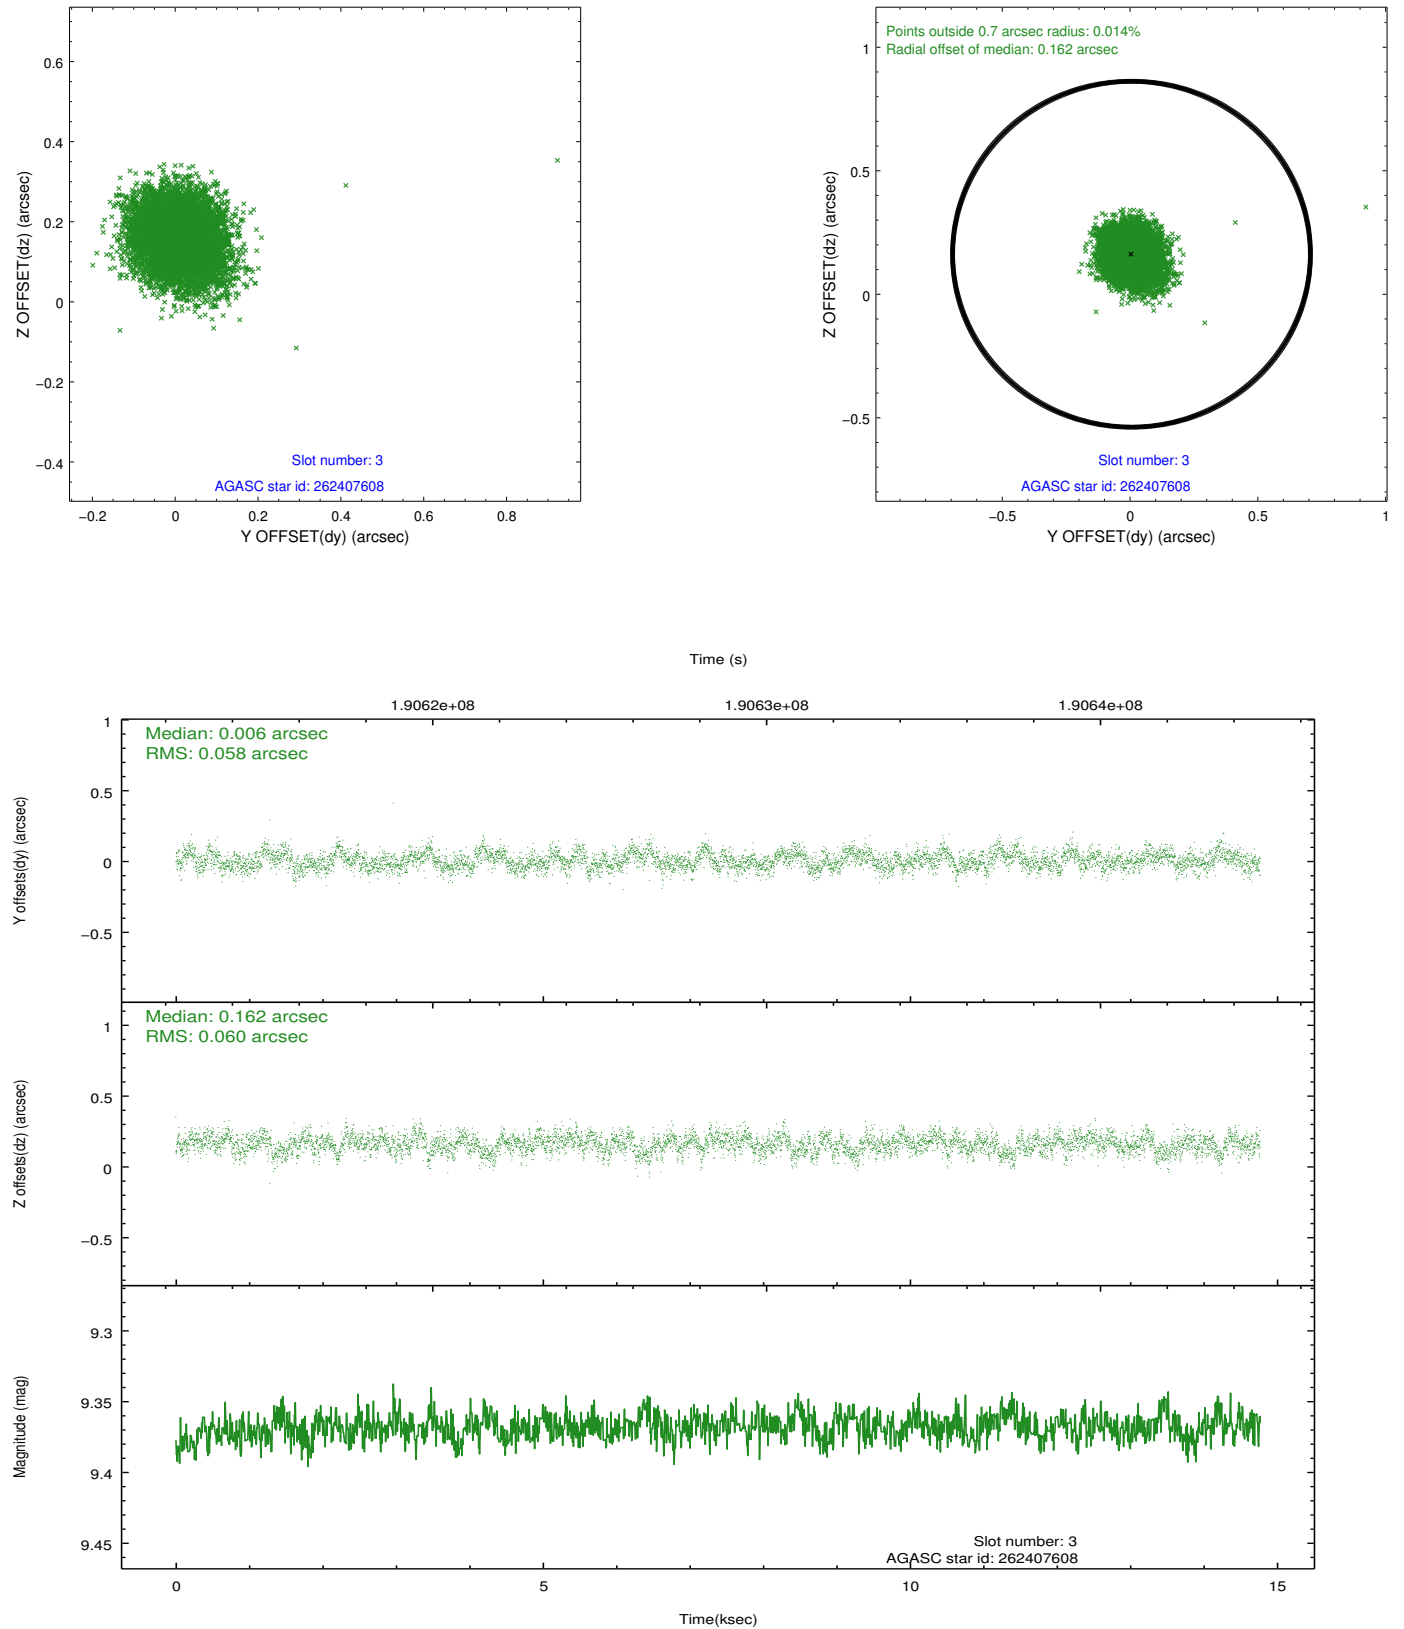 0.6
0.4
0.2
0
−0.2
−0.4
Z OFFSET(dz) (arcsec)
Slot number: 3
AGASC star id: 262407608
−0.2 0 0.2 0.4 0.6 0.8
Y OFFSET(dy) (arcsec)
Points outside 0.7 arcsec radius: 0.014%
Radial offset of median: 0.162 arcsec
1
0.5
0
−0.5
Z OFFSET(dz) (arcsec)
Slot number: 3
AGASC star id: 262407608
−0.5 0 0.5 1
Y OFFSET(dy) (arcsec)
Time (s)
1.9062e+08 1.9063e+08 1.9064e+08
Median: 0.006 arcsec
RMS: 0.058 arcsec
1
0.5
0
−0.5
Y offsets(dy) (arcsec)
Median: 0.162 arcsec
RMS: 0.060 arcsec
1
0.5
0
−0.5
Z offsets(dz) (arcsec)
9.3
9.35
9.4
9.45
Magnitude (mag)
Slot number: 3
AGASC star id: 262407608
0 5 10 15
Time(ksec)